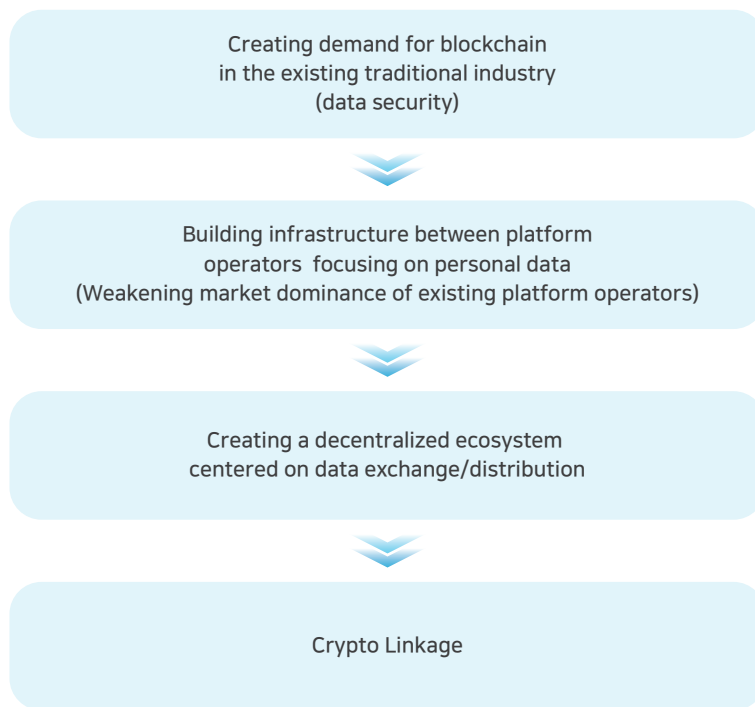 Creating demand for blockchain
in the existing traditional industry
(data security)
Building infrastructure between platform
operators  focusing on personal data
(Weakening market dominance of existing platform operators)
Creating a decentralized ecosystem
centered on data exchange/distribution
Crypto Linkage